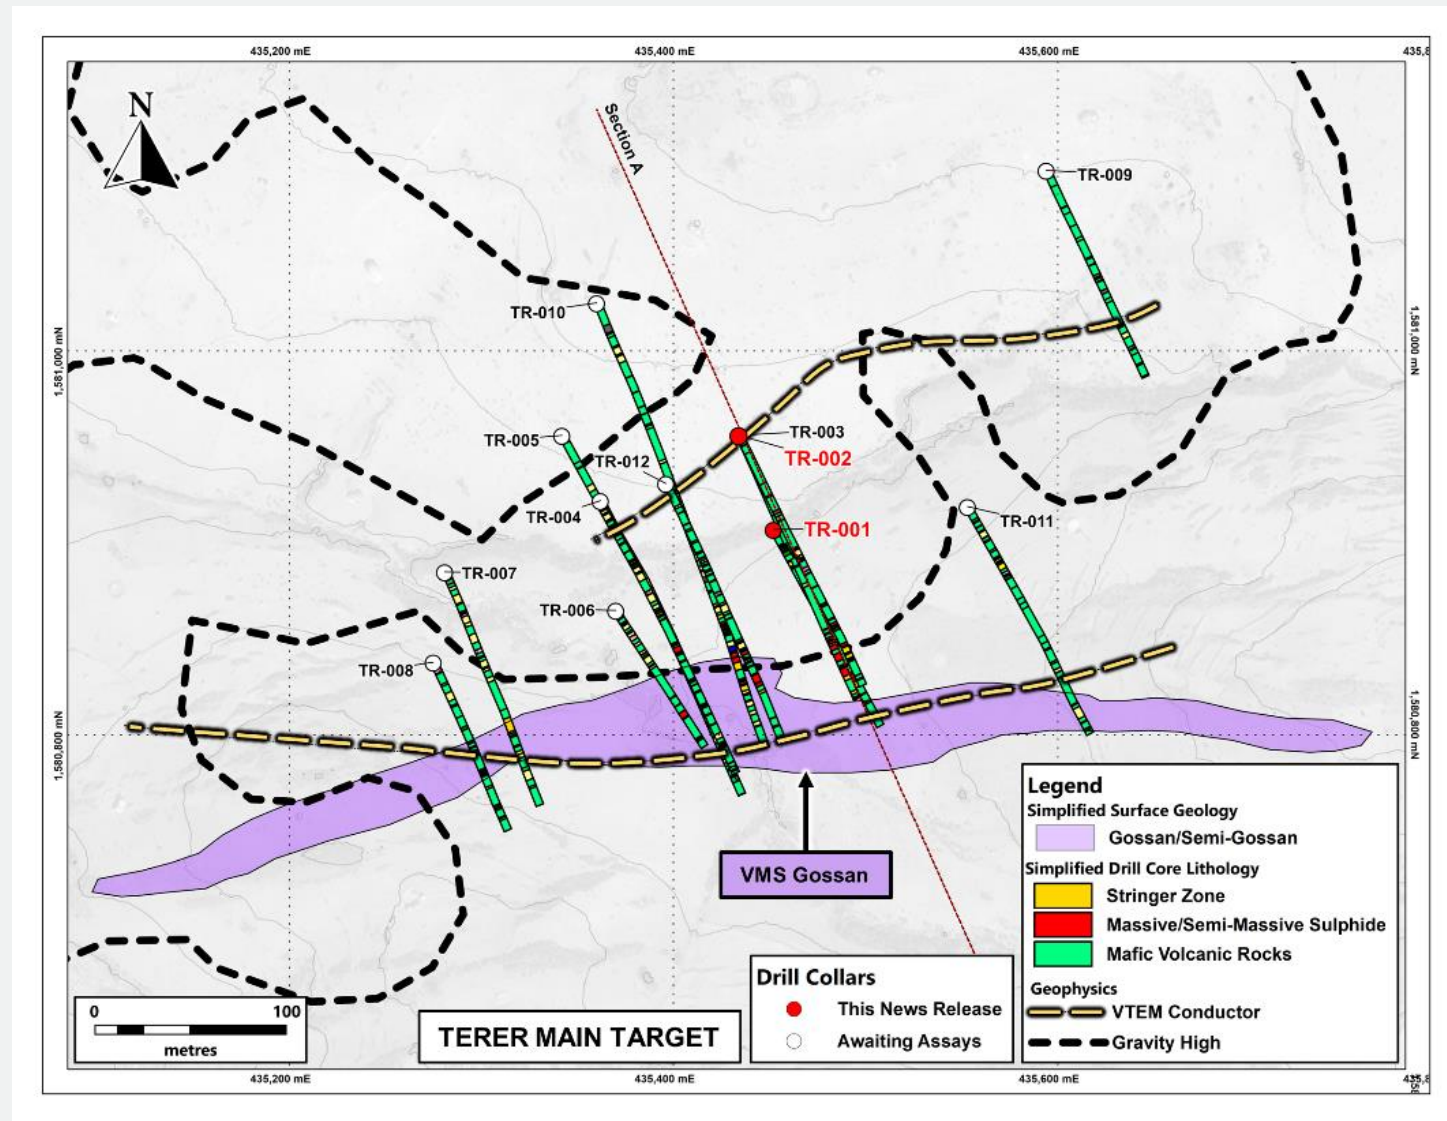 435,200 mE
435,400 mE
435,600 mE
435,8
N
Section A
TR-009
TR-010
1,581,000 mN
1,581,000 mN
TR-005
TR-003
TR-002
TR-012
TR-004
TR-001
TR-011
TR-007
TR-006
TR-008
1,580,800 mN
1,580,800 mN
VMS Gossan
Legend
Simplified Surface Geology
Gossan/Semi-Gossan
Simplified Drill Core Lithology
Stringer Zone
Massive/Semi-Massive Sulphide
Mafic Volcanic Rocks
Geophysics
VTEM Conductor
Gravity High
Drill Collars
This News Release
Awaiting Assays
TERER MAIN TARGET
0 100
metres
435,200 mE
435,400 mE
435,600 mE
435,8